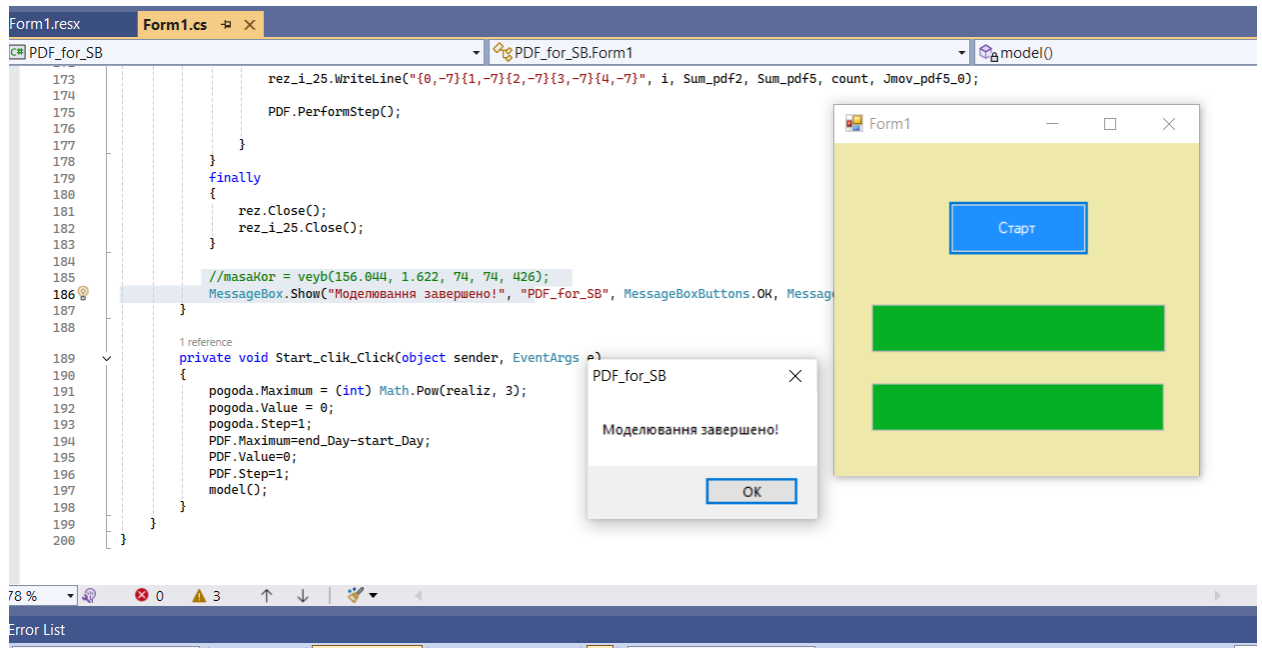 Form1.resx Form1.cs
C# PDF_for_SB PDF_for_SB.Form1 model()
173 rez_i_25.WriteLine("{0,-7}{1,-7}{2,-7}{3,-7}{4,-7}", i, Sum_pdf2, Sum_pdf5, count, Jmov_pdf5_0);
174
175 PDF.PerformStep();
176
177 }
178 }
179 finally
180 {
181 rez.Close();
182 rez_i_25.Close();
183 }
184
185 //masaKor = veyb(156.044, 1.622, 74, 74, 426);
186 MessageBox.Show("Моделювання завершено!", "PDF_for_SB", MessageBoxButtons.OK, Messag
187 }
188
1 reference
189 private void Start_clik_Click(object sender, EventArgs e)
190 {
191 pogoda.Maximum = (int) Math.Pow(realiz, 3);
192 pogoda.Value = 0;
193 pogoda.Step=1;
194 PDF.Maximum=end_Day-start_Day;
195 PDF.Value=0;
196 PDF.Step=1;
197 model();
198 }
199 }
200 }
Form1
Старт
PDF_for_SB
Моделювання завершено!
OK
78 % 0 3
Error List